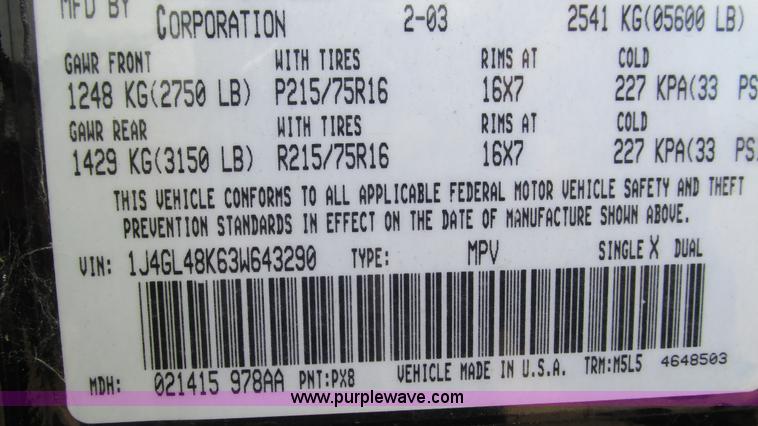 MFD BY CORPORATION 2-03 2541 KG(05600 LB)
GAWR FRONT WITH TIRES RIMS AT COLD
1248 KG(2750 LB) P215/75R16 16X7 227 KPA(33 PS
GAWR REAR WITH TIRES RIMS AT COLD
1429 KG(3150 LB) R215/75R16 16X7 227 KPA(33 PS
THIS VEHICLE CONFORMS TO ALL APPLICABLE FEDERAL MOTOR VEHICLE SAFETY AND THEFT
PREVENTION STANDARDS IN EFFECT ON THE DATE OF MANUFACTURE SHOWN ABOVE.
VIN: 1J4GL48K63W643290 TYPE: MPV SINGLE X DUAL
MDH: 021415 978AA PNT:PX8 VEHICLE MADE IN U.S.A. TRM:M5L5 4648503
www.purplewave.com